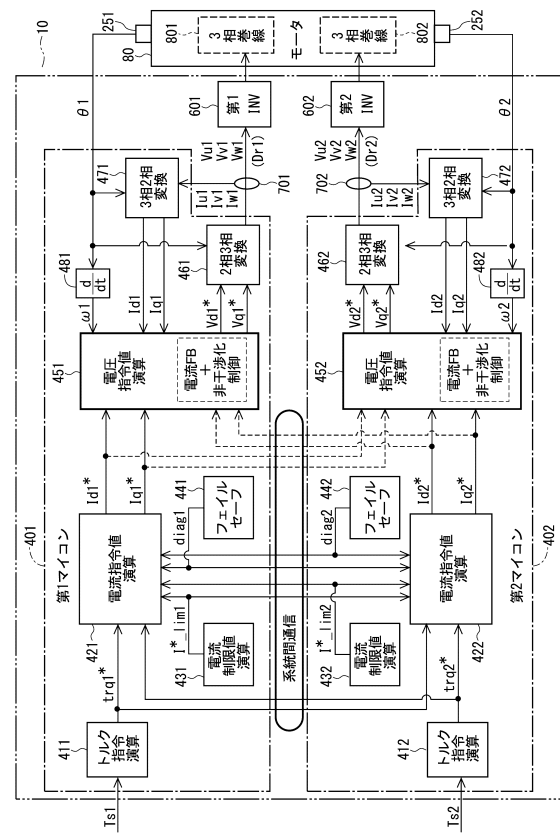 10
401
第1マイコン
Ts1
411
トルク
指令値
演算
trq1*
421
電流指令値
演算
431
電流
制限値演算
I*_lim1
441
フェイル
セーフ
diag1
Id1*
Iq1*
451
電圧
指令値
演算
電流FB
+
非干渉化
制御
ω1
481
d
dt
Id1
Iq1
471
3相2相
変換
Vd1*
Vq1*
461
2相3相
変換
Iu1
Iv1
Iw1
701
Vu1
Vv1
Vw1
(Dr1)
601
第1
INV
θ1
251
80
801
3
相
巻
線
モータ
802
3
相
巻
線
252
θ2
系統間通信
402
第2マイコン
Ts2
412
トルク
指令値
演算
trq2*
422
電流指令値
演算
432
電流
制限値演算
I*_lim2
442
フェイル
セーフ
diag2
Id2*
Iq2*
452
電圧
指令値
演算
電流FB
+
非干渉化
制御
ω2
482
d
dt
Id2
Iq2
472
3相2相
変換
Vd2*
Vq2*
462
2相3相
変換
Iu2
Iv2
Iw2
702
Vu2
Vv2
Vw2
(Dr2)
602
第2
INV